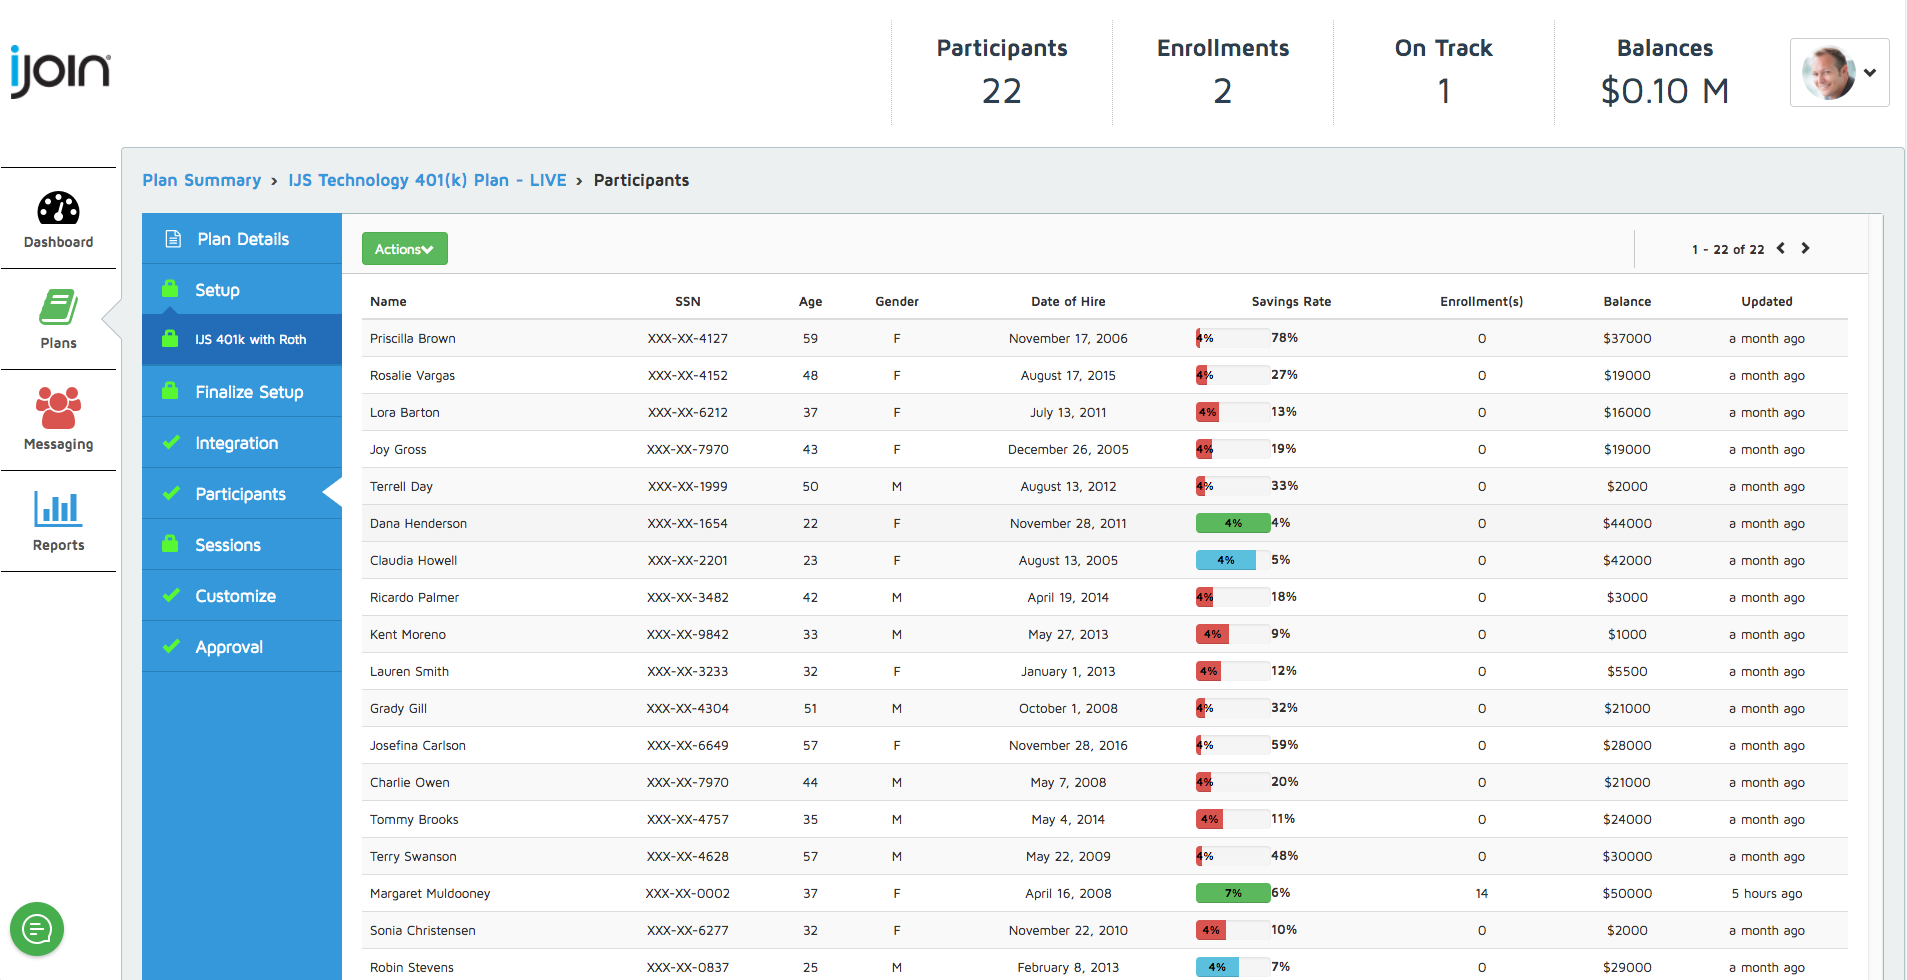 ijoin
Participants Enrollments On Track Balances
22 2 1 $0.10 M
Plan Summary › IJS Technology 401(k) Plan - LIVE › Participants
Dashboard
Plans
Messaging
Reports
Plan Details
Setup
IJS 401k with Roth
Finalize Setup
Integration
Participants
Sessions
Customize
Approval
Actions 1 - 22 of 22
Name SSN Age Gender Date of Hire Savings Rate Enrollment(s) Balance Updated
Priscilla Brown XXX-XX-4127 59 F November 17, 2006 4% 78% 0 $37000 a month ago
Rosalie Vargas XXX-XX-4152 48 F August 17, 2015 4% 27% 0 $19000 a month ago
Lora Barton XXX-XX-6212 37 F July 13, 2011 4% 13% 0 $16000 a month ago
Joy Gross XXX-XX-7970 43 F December 26, 2005 4% 19% 0 $19000 a month ago
Terrell Day XXX-XX-1999 50 M August 13, 2012 4% 33% 0 $2000 a month ago
Dana Henderson XXX-XX-1654 22 F November 28, 2011 4% 4% 0 $44000 a month ago
Claudia Howell XXX-XX-2201 23 F August 13, 2005 4% 5% 0 $42000 a month ago
Ricardo Palmer XXX-XX-3482 42 M April 19, 2014 4% 18% 0 $3000 a month ago
Kent Moreno XXX-XX-9842 33 M May 27, 2013 4% 9% 0 $1000 a month ago
Lauren Smith XXX-XX-3233 32 F January 1, 2013 4% 12% 0 $5500 a month ago
Grady Gill XXX-XX-4304 51 M October 1, 2008 4% 32% 0 $21000 a month ago
Josefina Carlson XXX-XX-6649 57 F November 28, 2016 4% 59% 0 $28000 a month ago
Charlie Owen XXX-XX-7970 44 M May 7, 2008 4% 20% 0 $21000 a month ago
Tommy Brooks XXX-XX-4757 35 M May 4, 2014 4% 11% 0 $24000 a month ago
Terry Swanson XXX-XX-4628 57 M May 22, 2009 4% 48% 0 $30000 a month ago
Margaret Muldooney XXX-XX-0002 37 F April 16, 2008 7% 6% 14 $50000 5 hours ago
Sonia Christensen XXX-XX-6277 32 F November 22, 2010 4% 10% 0 $2000 a month ago
Robin Stevens XXX-XX-0837 25 M February 8, 2013 4% 7% 0 $29000 a month ago